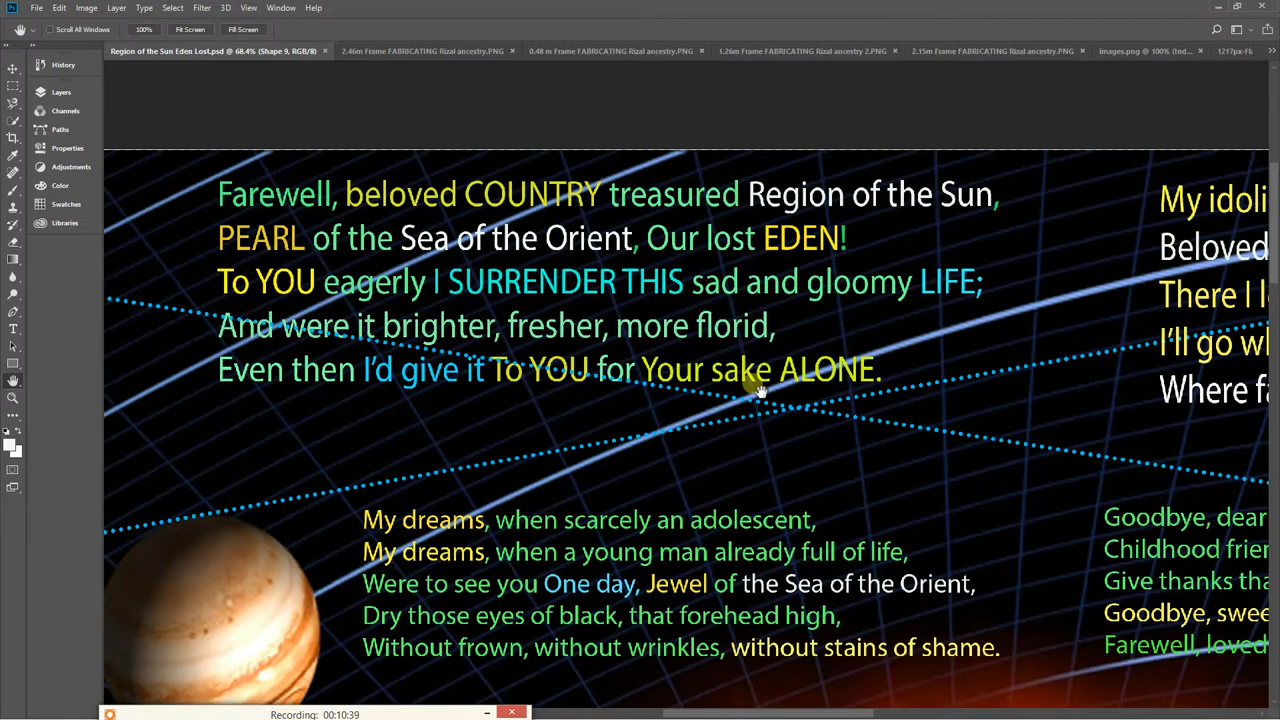 File Edit Image Layer Type Select Filter 3D View Window Help
Scroll All Windows 100% Fit Screen Fill Screen
Region of the Sun Eden Lost.psd @ 68.4% (Shape 9, RGB/8) 2.46m Frame FABRICATING Rizal ancestry.PNG 0.48 m Frame FABRICATING Rizal ancestry.PNG 1.26m Frame FABRICATING Rizal ancestry 2.PNG 2.15m Frame FABRICATING Rizal ancestry.PNG images.png @ 100% (Ind...
History
Layers
Channels
Paths
Properties
Adjustments
Color
Swatches
Libraries
Farewell, beloved COUNTRY treasured Region of the Sun,
PEARL of the Sea of the Orient, Our lost EDEN!
To YOU eagerly I SURRENDER THIS sad and gloomy LIFE;
And were it brighter, fresher, more florid,
Even then I'd give it To YOU for Your sake ALONE.
My idoli
Beloved
There I l
I'll go w
Where fa
My dreams, when scarcely an adolescent,
My dreams, when a young man already full of life,
Were to see you One day, Jewel of the Sea of the Orient,
Dry those eyes of black, that forehead high,
Without frown, without wrinkles, without stains of shame.
Goodbye, dear
Childhood frien
Give thanks tha
Goodbye, swee
Farewell, loved
Recording: 00:10:39